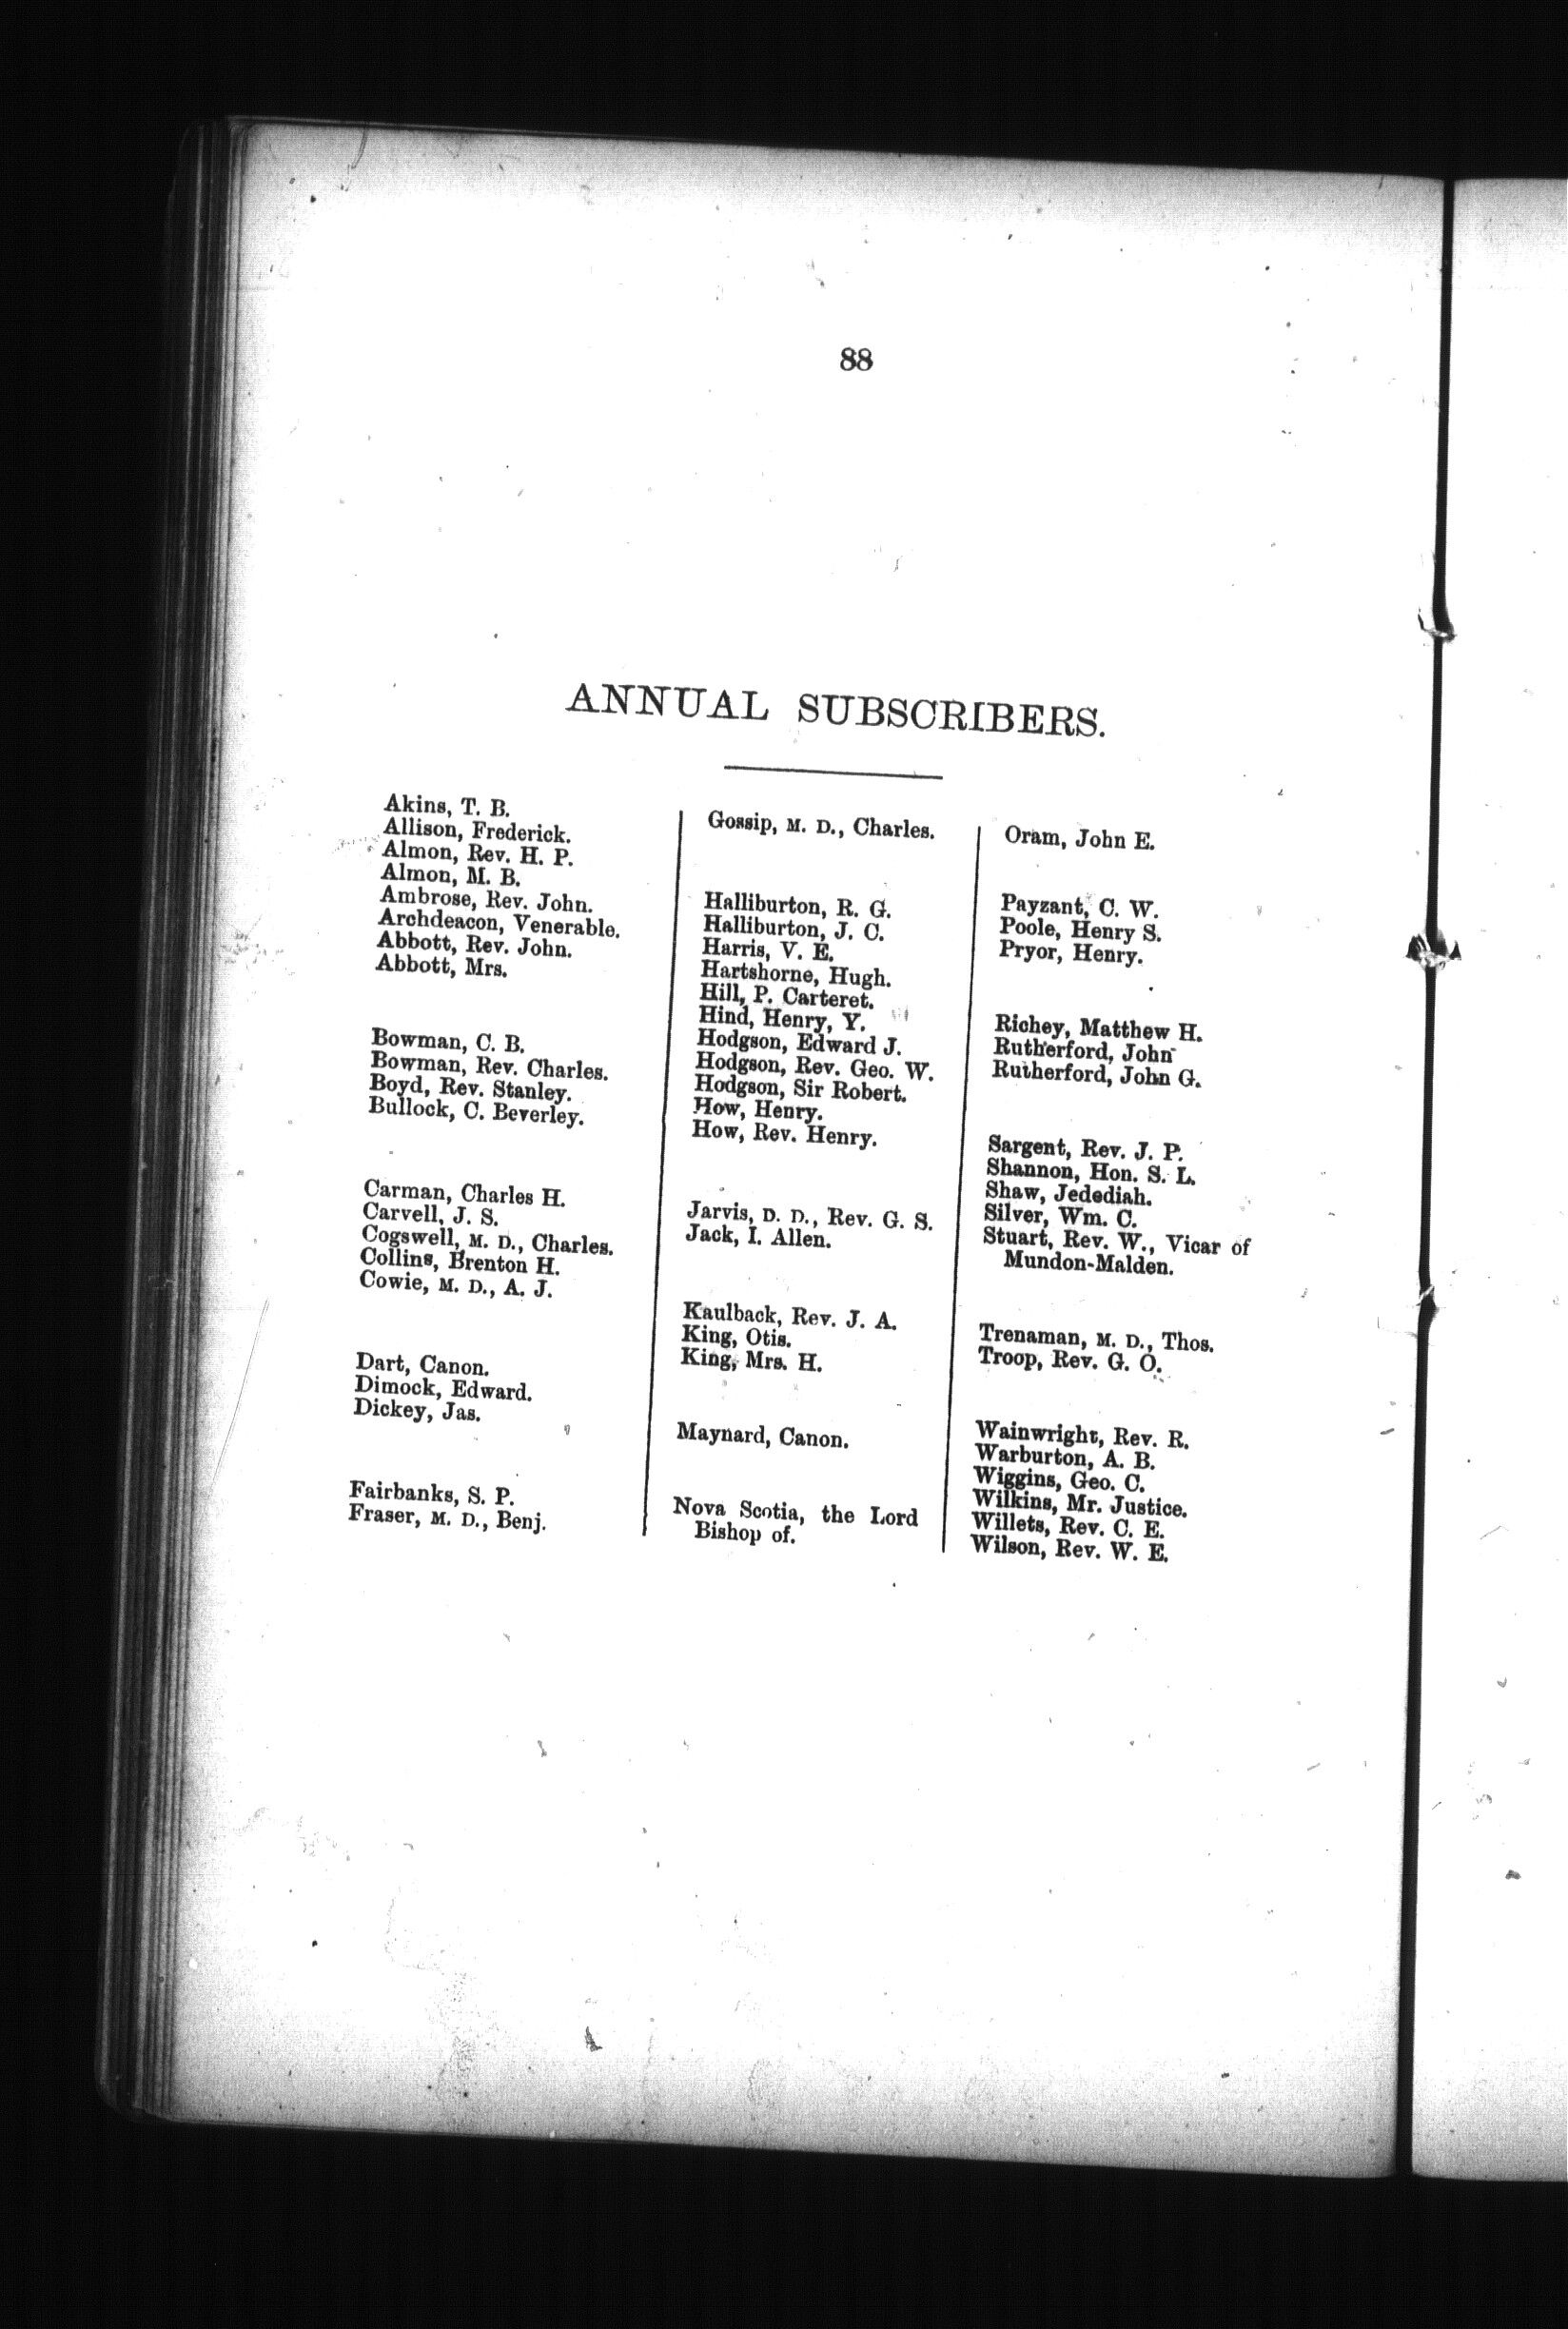 88
ANNUAL SUBSCRIBERS.
Akins, T. B.
Allison, Frederick.
Almon, Rev. H. P.
Almon, M. B.
Ambrose, Rev. John.
Archdeacon, Venerable.
Abbott, Rev. John.
Abbott, Mrs.
Bowman, C. B.
Bowman, Rev. Charles.
Boyd, Rev. Stanley.
Bullock, C. Beverley.
Carman, Charles H.
Carvell, J. S.
Cogswell, M. D., Charles.
Collins, Brenton H.
Cowie, M. D., A. J.
Dart, Canon.
Dimock, Edward.
Dickey, Jas.
Fairbanks, S. P.
Fraser, M. D., Benj.
Gossip, M. D., Charles.
Halliburton, R. G.
Halliburton, J. C.
Harris, V. E.
Hartshorne, Hugh.
Hill, P. Carteret.
Hind, Henry, Y.
Hodgson, Edward J.
Hodgson, Rev. Geo. W.
Hodgson, Sir Robert.
How, Henry.
How, Rev. Henry.
Jarvis, D. D., Rev. G. S.
Jack, I. Allen.
Kaulback, Rev. J. A.
King, Otis.
King, Mrs. H.
Maynard, Canon.
Nova Scotia, the Lord
Bishop of.
Oram, John E.
Payzant, C. W.
Poole, Henry S.
Pryor, Henry.
Richey, Matthew H.
Rutherford, John
Rutherford, John G.
Sargent, Rev. J. P.
Shannon, Hon. S. L.
Shaw, Jedediah.
Silver, Wm. C.
Stuart, Rev. W., Vicar of
Mundon-Malden.
Trenaman, M. D., Thos.
Troop, Rev. G. O.
Wainwright, Rev. R.
Warburton, A. B.
Wiggins, Geo. C.
Wilkins, Mr. Justice.
Willets, Rev. C. E.
Wilson, Rev. W. E.